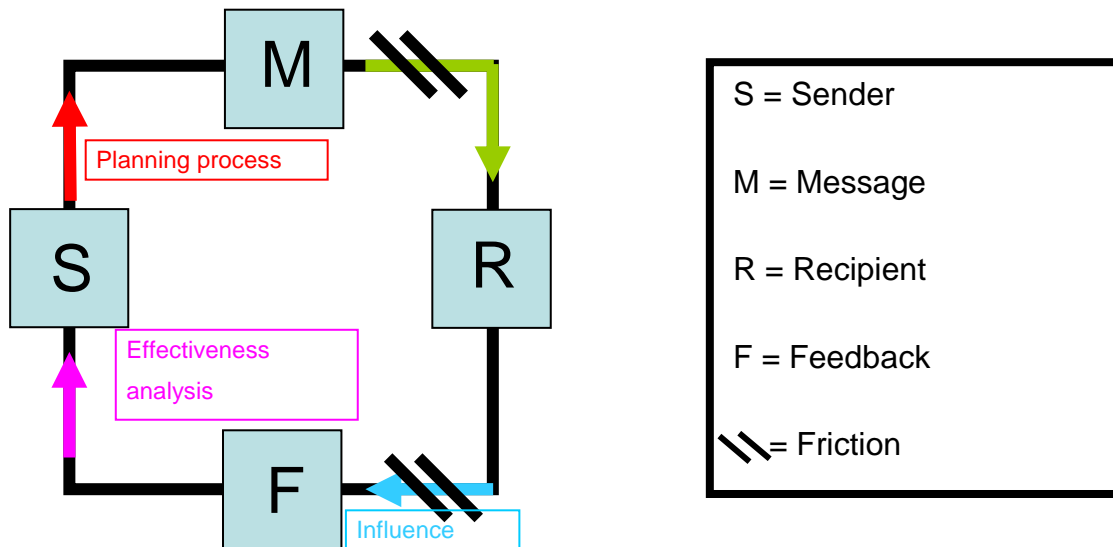 M
Planning process
S
R
Effectiveness
analysis
F
Influence
S = Sender
M = Message
R = Recipient
F = Feedback
= Friction